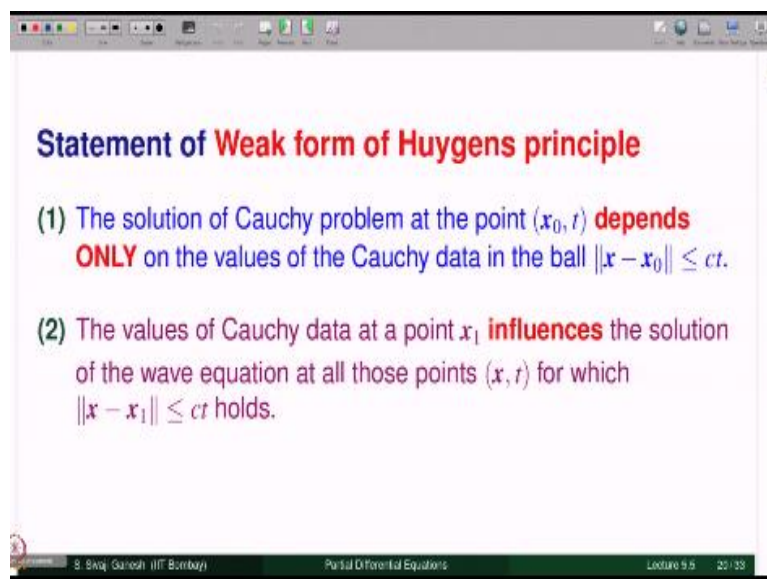 Statement of Weak form of Huygens principle
(1) The solution of Cauchy problem at the point (x₀, t) depends
ONLY on the values of the Cauchy data in the ball ‖x − x₀‖ ≤ ct.
(2) The values of Cauchy data at a point x₁ influences the solution
of the wave equation at all those points (x, t) for which
‖x − x₁‖ ≤ ct holds.
S. Sivaji Ganesh (IIT Bombay) Partial Differential Equations Lecture 5.5 20/33